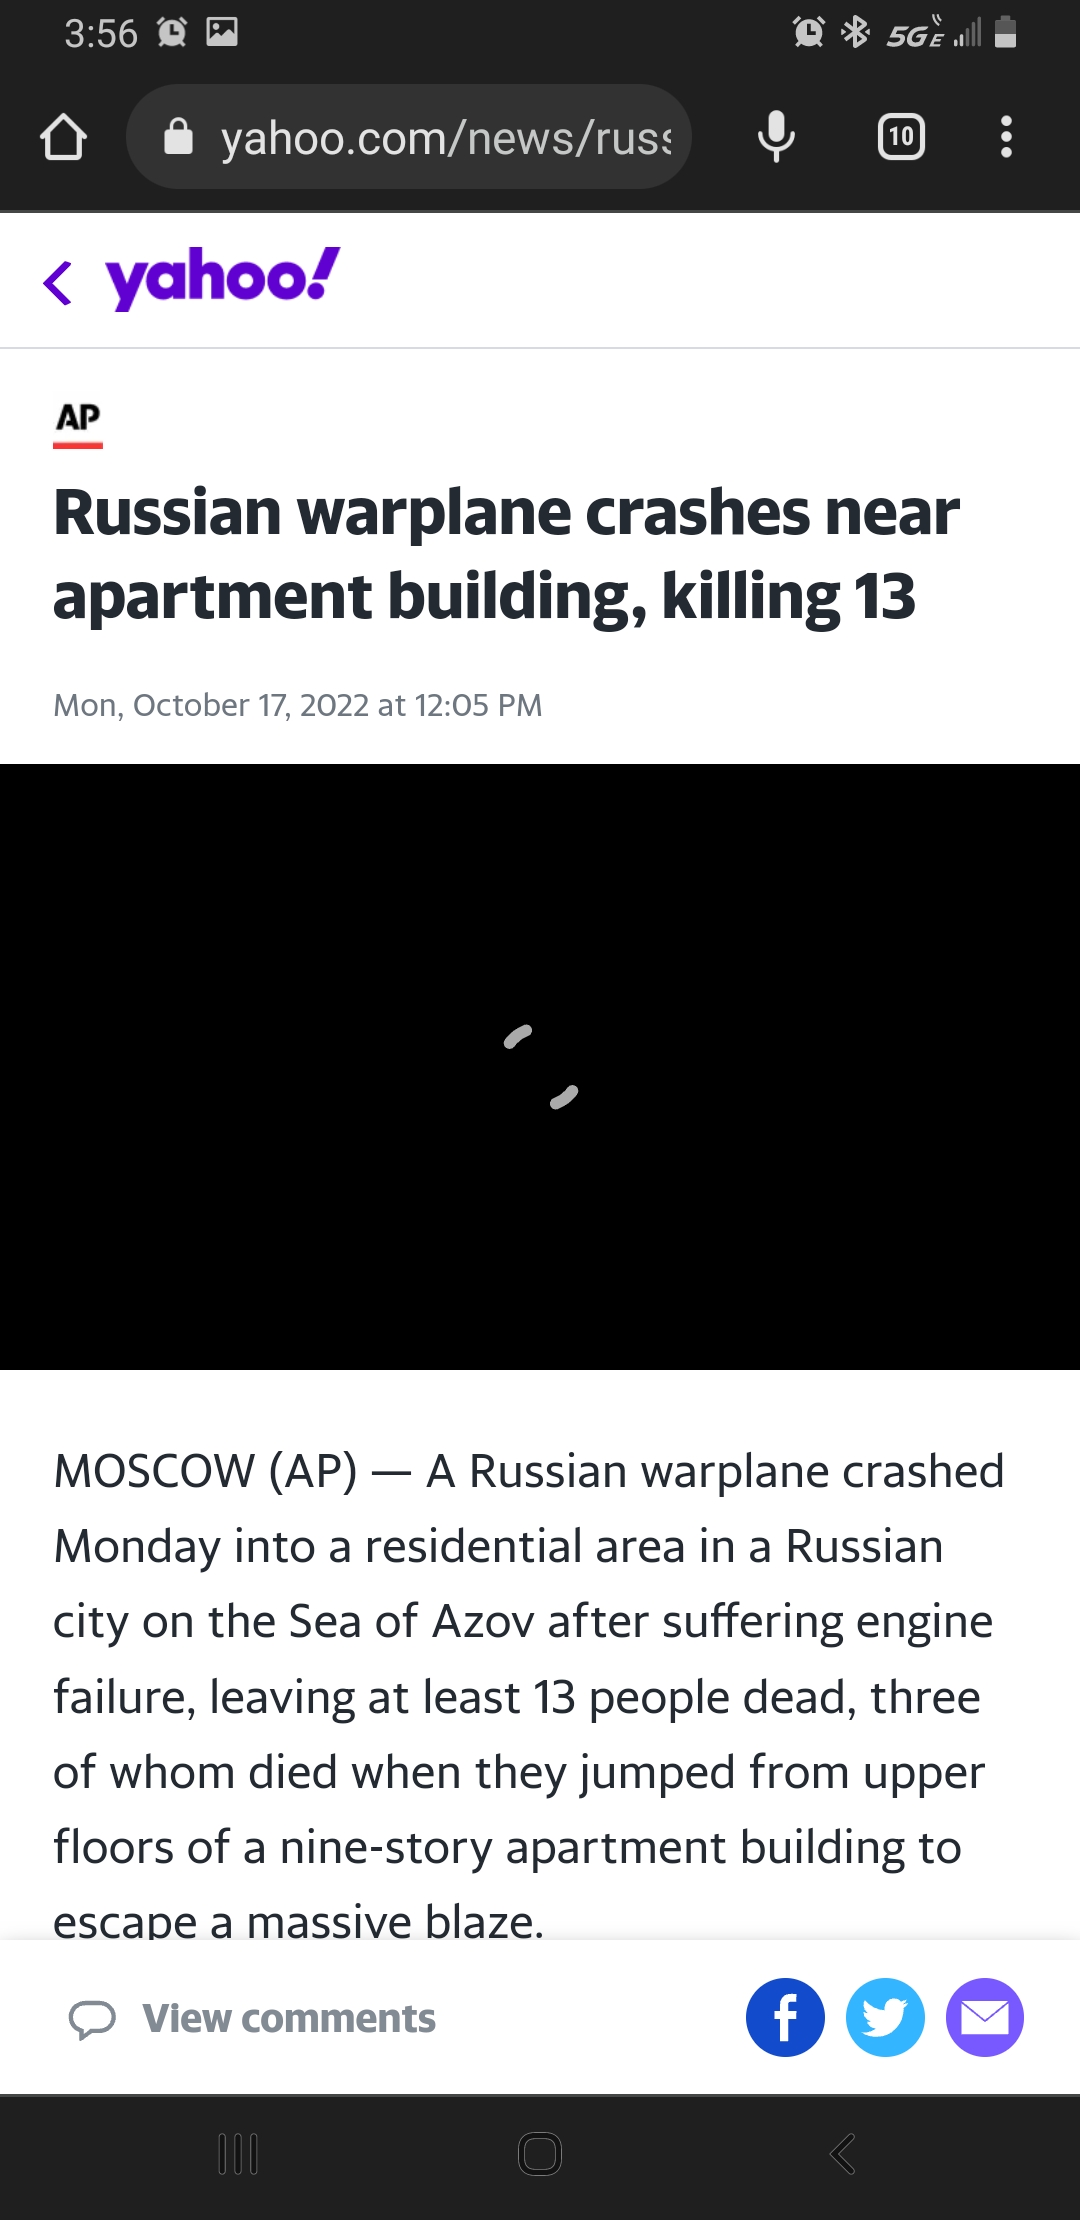 3:56
5GE
yahoo.com/news/russ
10
yahoo!
AP
Russian warplane crashes near
apartment building, killing 13
Mon, October 17, 2022 at 12:05 PM
MOSCOW (AP) — A Russian warplane crashed
Monday into a residential area in a Russian
city on the Sea of Azov after suffering engine
failure, leaving at least 13 people dead, three
of whom died when they jumped from upper
floors of a nine-story apartment building to
escape a massive blaze.
View comments